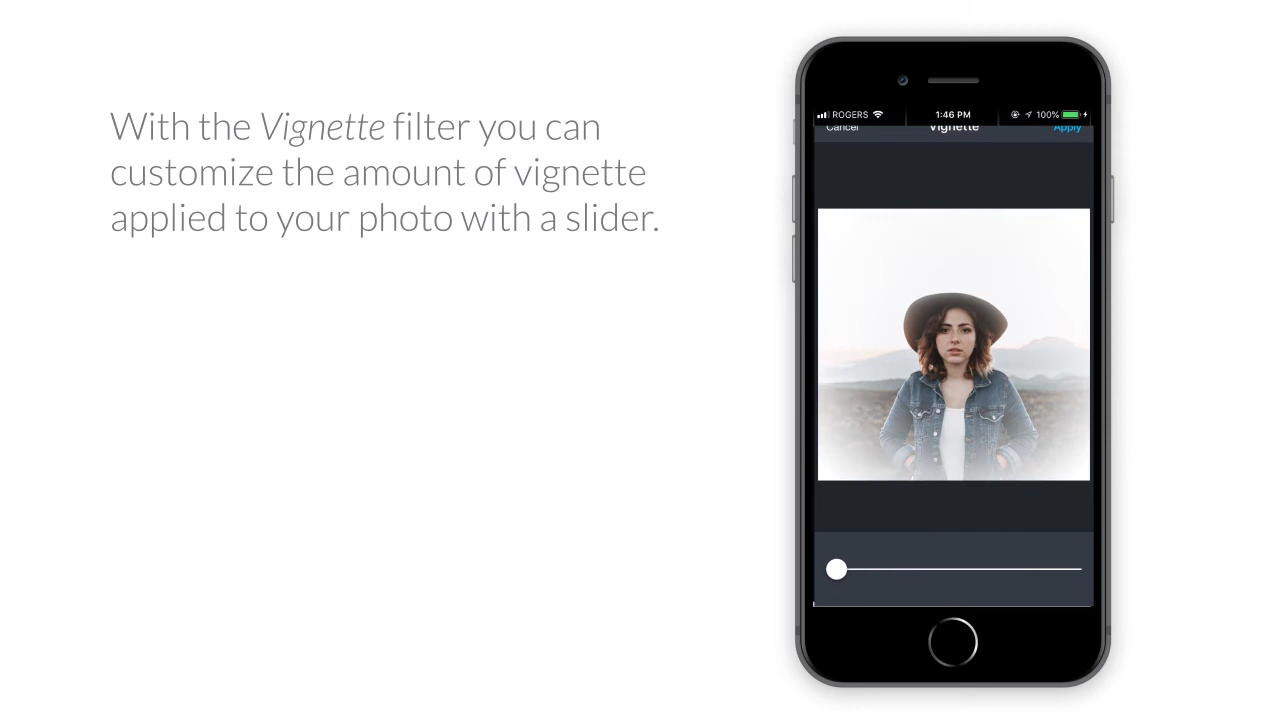 With the Vignette filter you can
customize the amount of vignette
applied to your photo with a slider.
ROGERS 1:46 PM 100%
Cancel Vignette Apply